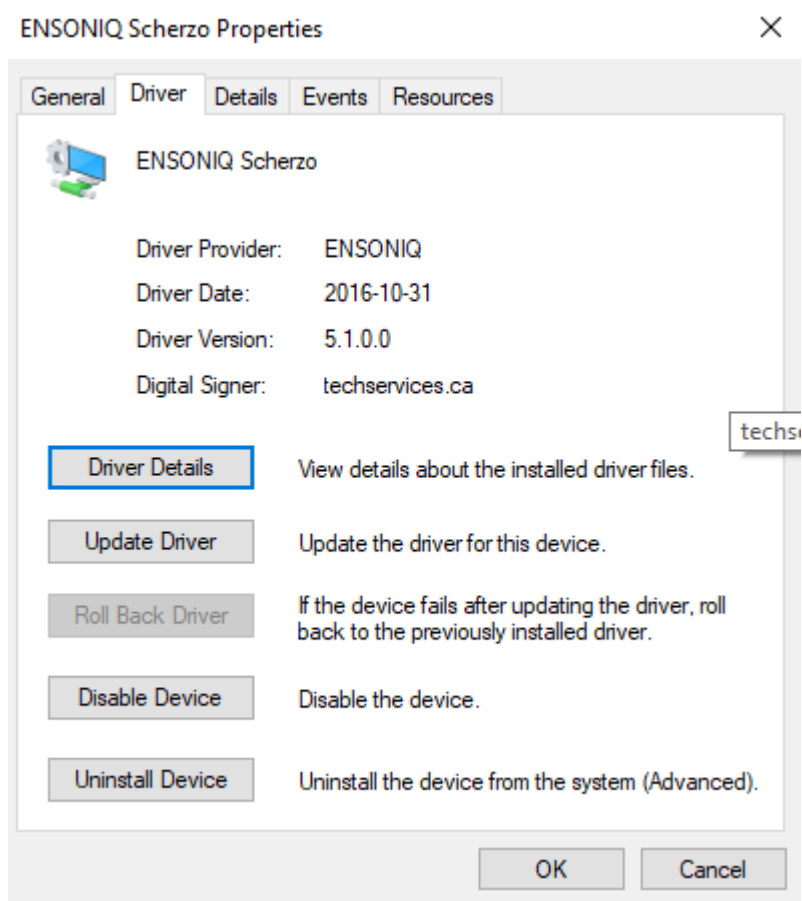 ENSONIQ Scherzo Properties
General Driver Details Events Resources
ENSONIQ Scherzo
Driver Provider: ENSONIQ
Driver Date: 2016-10-31
Driver Version: 5.1.0.0
Digital Signer: techservices.ca
Driver Details View details about the installed driver files.
Update Driver Update the driver for this device.
Roll Back Driver If the device fails after updating the driver, roll
back to the previously installed driver.
Disable Device Disable the device.
Uninstall Device Uninstall the device from the system (Advanced).
OK Cancel